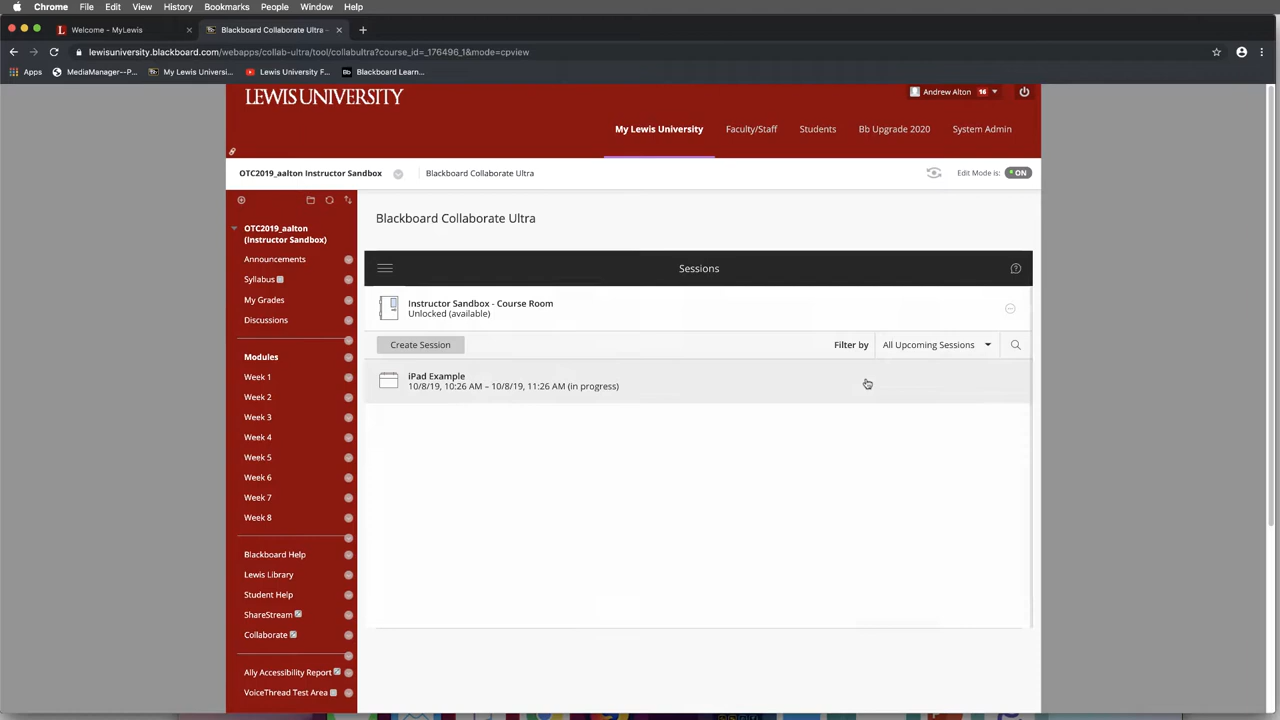 Chrome File Edit View History Bookmarks People Window Help
Welcome - MyLewis
Blackboard Collaborate Ultra -
lewisuniversity.blackboard.com/webapps/collab-ultra/tool/collabultra?course_id=_176496_1&mode=cpview
Apps MediaManager--P... My Lewis Universi... Lewis University F... Bb Blackboard Learn...
LEWIS UNIVERSITY
Andrew Alton 16
My Lewis University Faculty/Staff Students Bb Upgrade 2020 System Admin
OTC2019_aalton Instructor Sandbox Blackboard Collaborate Ultra Edit Mode is: ON
OTC2019_aalton
(Instructor Sandbox)
Announcements
Syllabus
My Grades
Discussions
Modules
Week 1
Week 2
Week 3
Week 4
Week 5
Week 6
Week 7
Week 8
Blackboard Help
Lewis Library
Student Help
ShareStream
Collaborate
Ally Accessibility Report
VoiceThread Test Area
Blackboard Collaborate Ultra
Sessions
Instructor Sandbox - Course Room
Unlocked (available)
Create Session Filter by All Upcoming Sessions
iPad Example
10/8/19, 10:26 AM – 10/8/19, 11:26 AM (in progress)